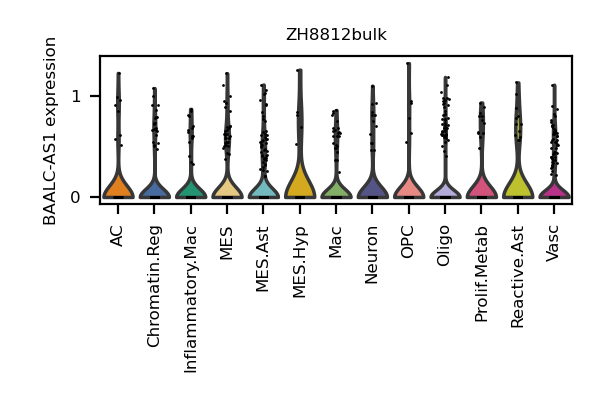 ZH8812bulk
BAALC-AS1 expression
1
0
AC
Chromatin.Reg
Inflammatory.Mac
MES
MES.Ast
MES.Hyp
Mac
Neuron
OPC
Oligo
Prolif.Metab
Reactive.Ast
Vasc